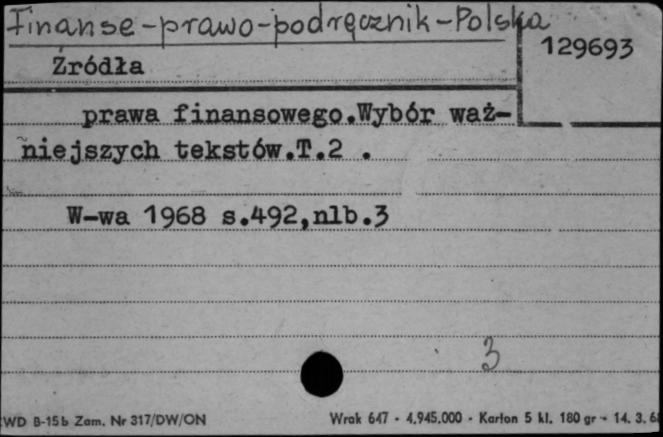 Finanse-prawo-podręcznik-Polska
129693
Źródła
prawa finansowego.Wybór waż-
niejszych tekstów.T.2 .
W-wa 1968 s.492,nlb.3
3
WD B-15b Zam. Nr 317/DW/ON
Wrak 647 - 4.945.000 - Karton 5 kl. 180 gr - 14. 3. 6